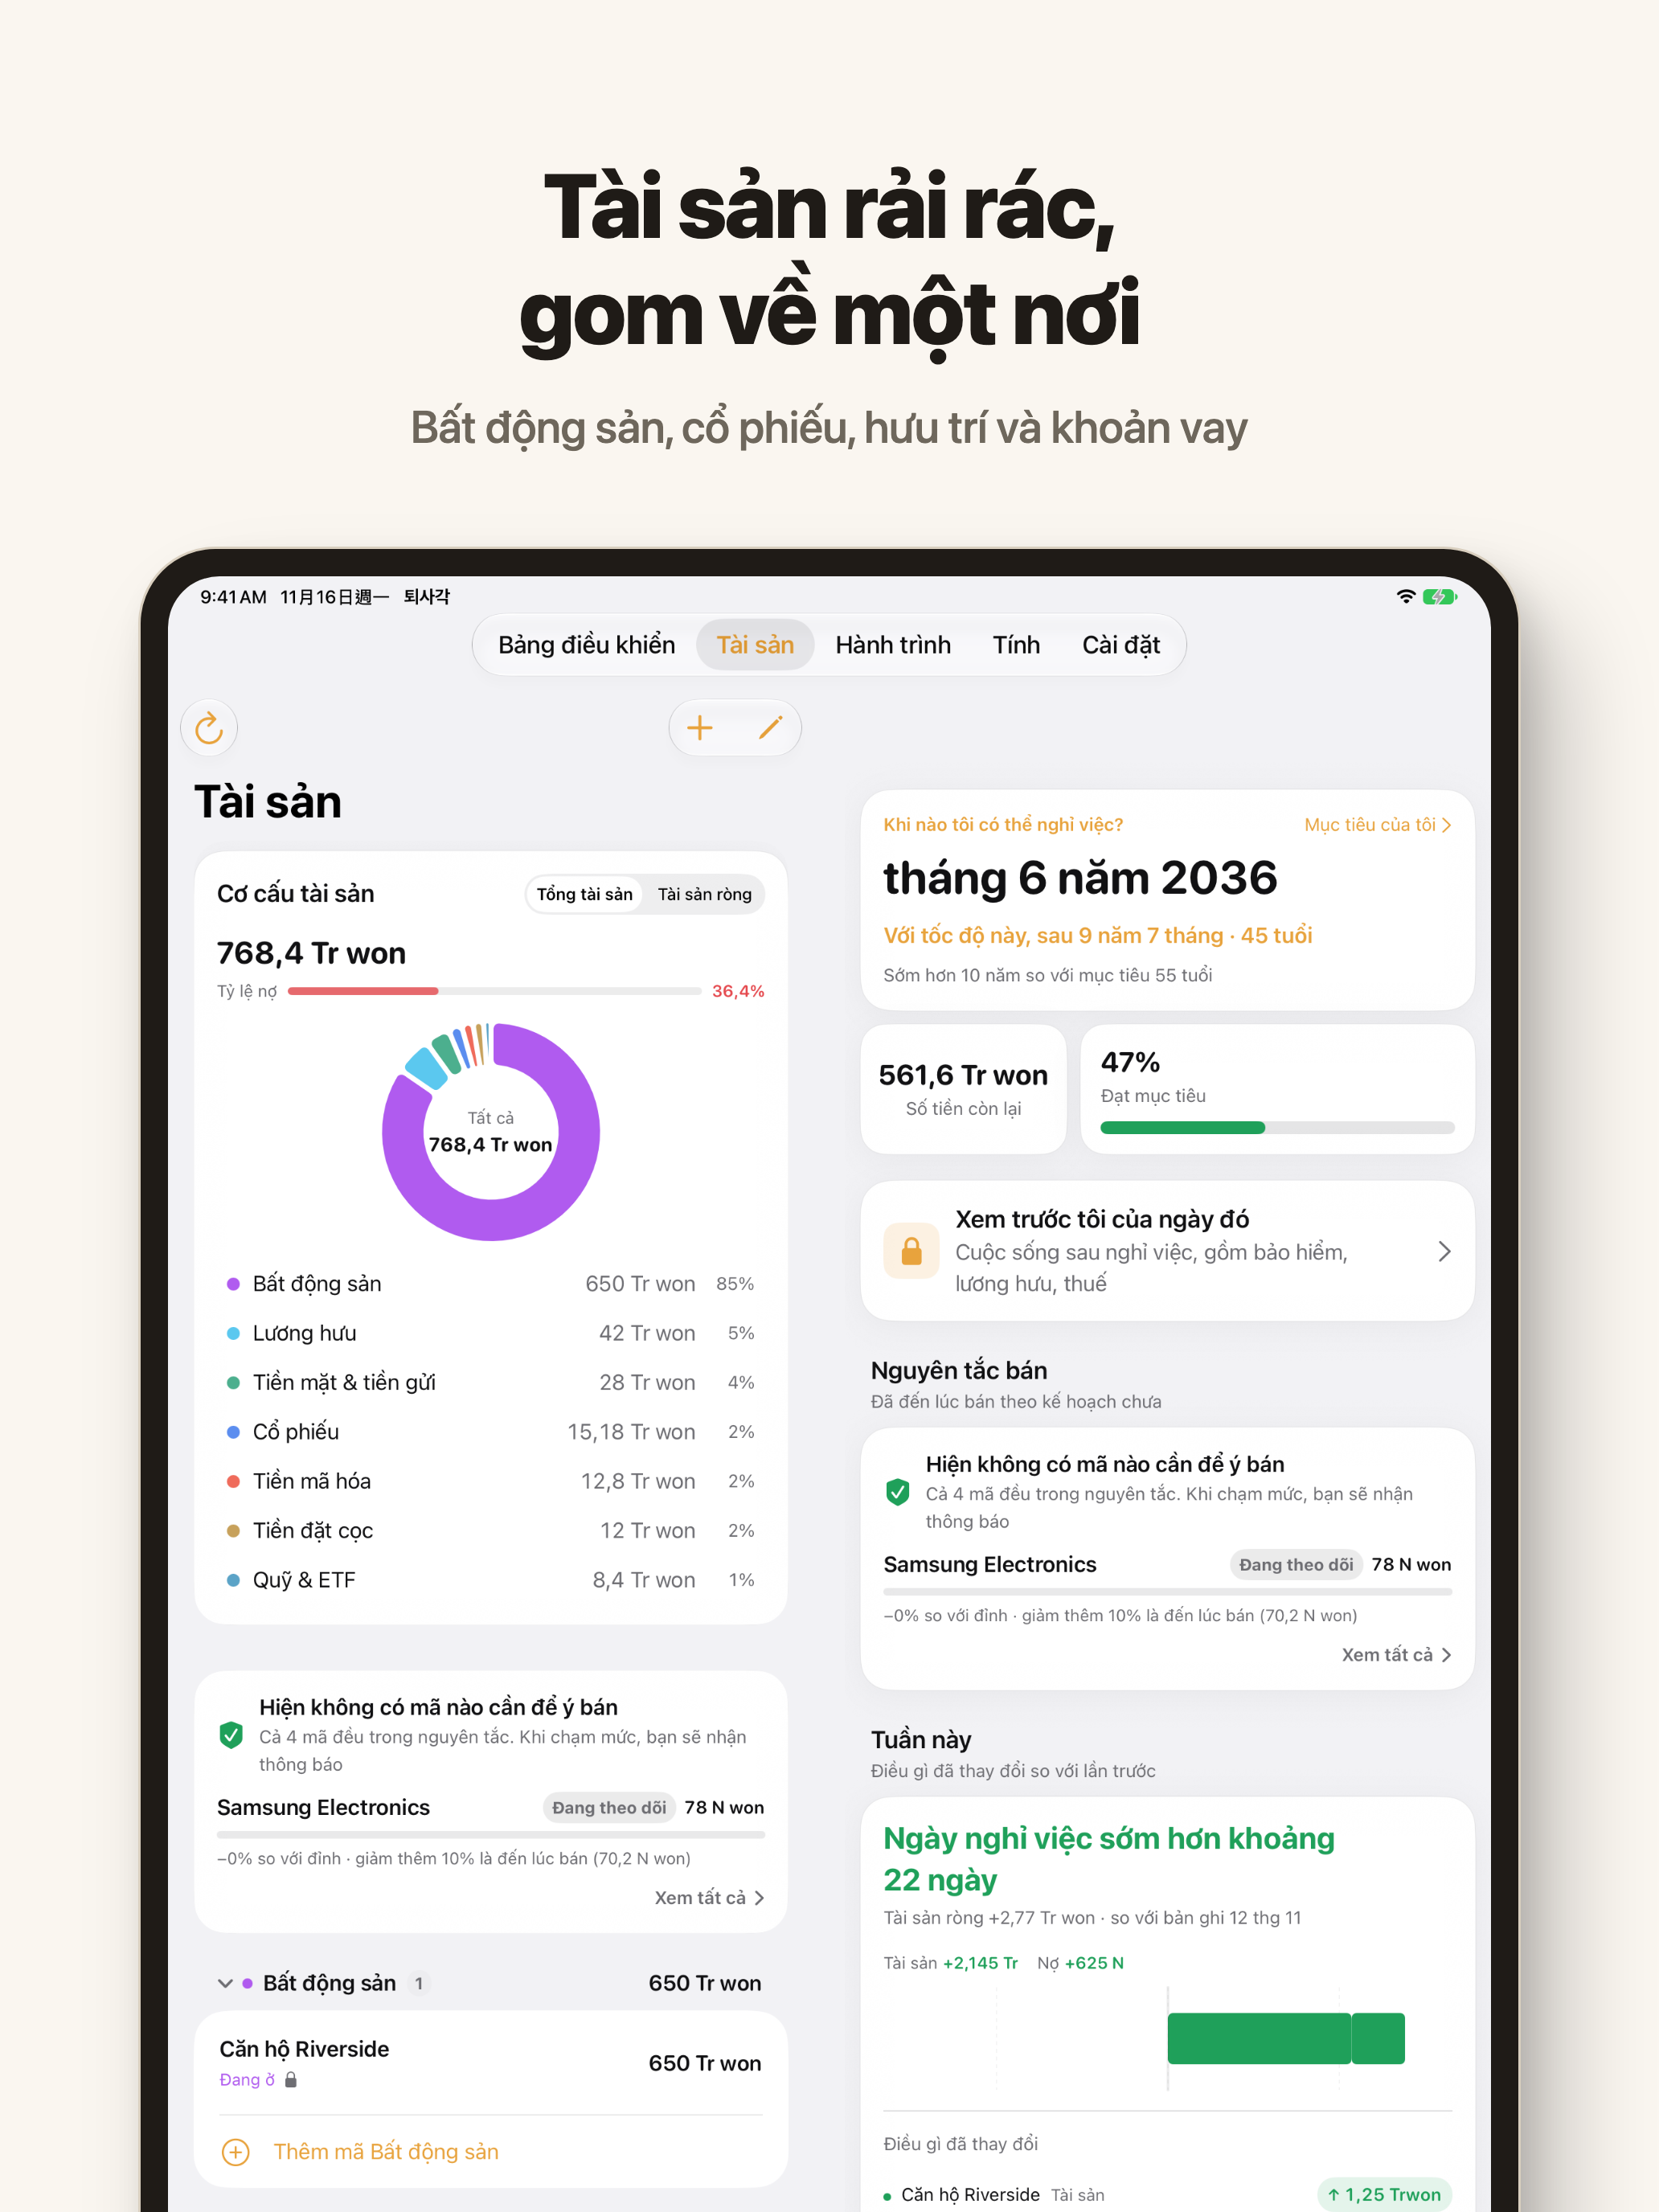 Tài sản rải rác,
gom về một nơi
Bất động sản, cổ phiếu, hưu trí và khoản vay
9:41 AM 11月16日週一 퇴사각
Bảng điều khiển Tài sản Hành trình Tính Cài đặt
Tài sản
Cơ cấu tài sản Tổng tài sản Tài sản ròng
768,4 Tr won
Tỷ lệ nợ 36,4%
Tất cả
768,4 Tr won
Bất động sản 650 Tr won 85%
Lương hưu 42 Tr won 5%
Tiền mặt & tiền gửi 28 Tr won 4%
Cổ phiếu 15,18 Tr won 2%
Tiền mã hóa 12,8 Tr won 2%
Tiền đặt cọc 12 Tr won 2%
Quỹ & ETF 8,4 Tr won 1%
Hiện không có mã nào cần để ý bán
Cả 4 mã đều trong nguyên tắc. Khi chạm mức, bạn sẽ nhận
thông báo
Samsung Electronics Đang theo dõi 78 N won
−0% so với đỉnh · giảm thêm 10% là đến lúc bán (70,2 N won)
Xem tất cả
Bất động sản 1 650 Tr won
Căn hộ Riverside 650 Tr won
Đang ở
Thêm mã Bất động sản
Khi nào tôi có thể nghỉ việc? Mục tiêu của tôi
tháng 6 năm 2036
Với tốc độ này, sau 9 năm 7 tháng · 45 tuổi
Sớm hơn 10 năm so với mục tiêu 55 tuổi
561,6 Tr won
Số tiền còn lại
47%
Đạt mục tiêu
Xem trước tôi của ngày đó
Cuộc sống sau nghỉ việc, gồm bảo hiểm,
lương hưu, thuế
Nguyên tắc bán
Đã đến lúc bán theo kế hoạch chưa
Hiện không có mã nào cần để ý bán
Cả 4 mã đều trong nguyên tắc. Khi chạm mức, bạn sẽ nhận
thông báo
Samsung Electronics Đang theo dõi 78 N won
−0% so với đỉnh · giảm thêm 10% là đến lúc bán (70,2 N won)
Xem tất cả
Tuần này
Điều gì đã thay đổi so với lần trước
Ngày nghỉ việc sớm hơn khoảng
22 ngày
Tài sản ròng +2,77 Tr won · so với bản ghi 12 thg 11
Tài sản +2,145 Tr Nợ +625 N
Điều gì đã thay đổi
Căn hộ Riverside Tài sản ↑ 1,25 Trwon